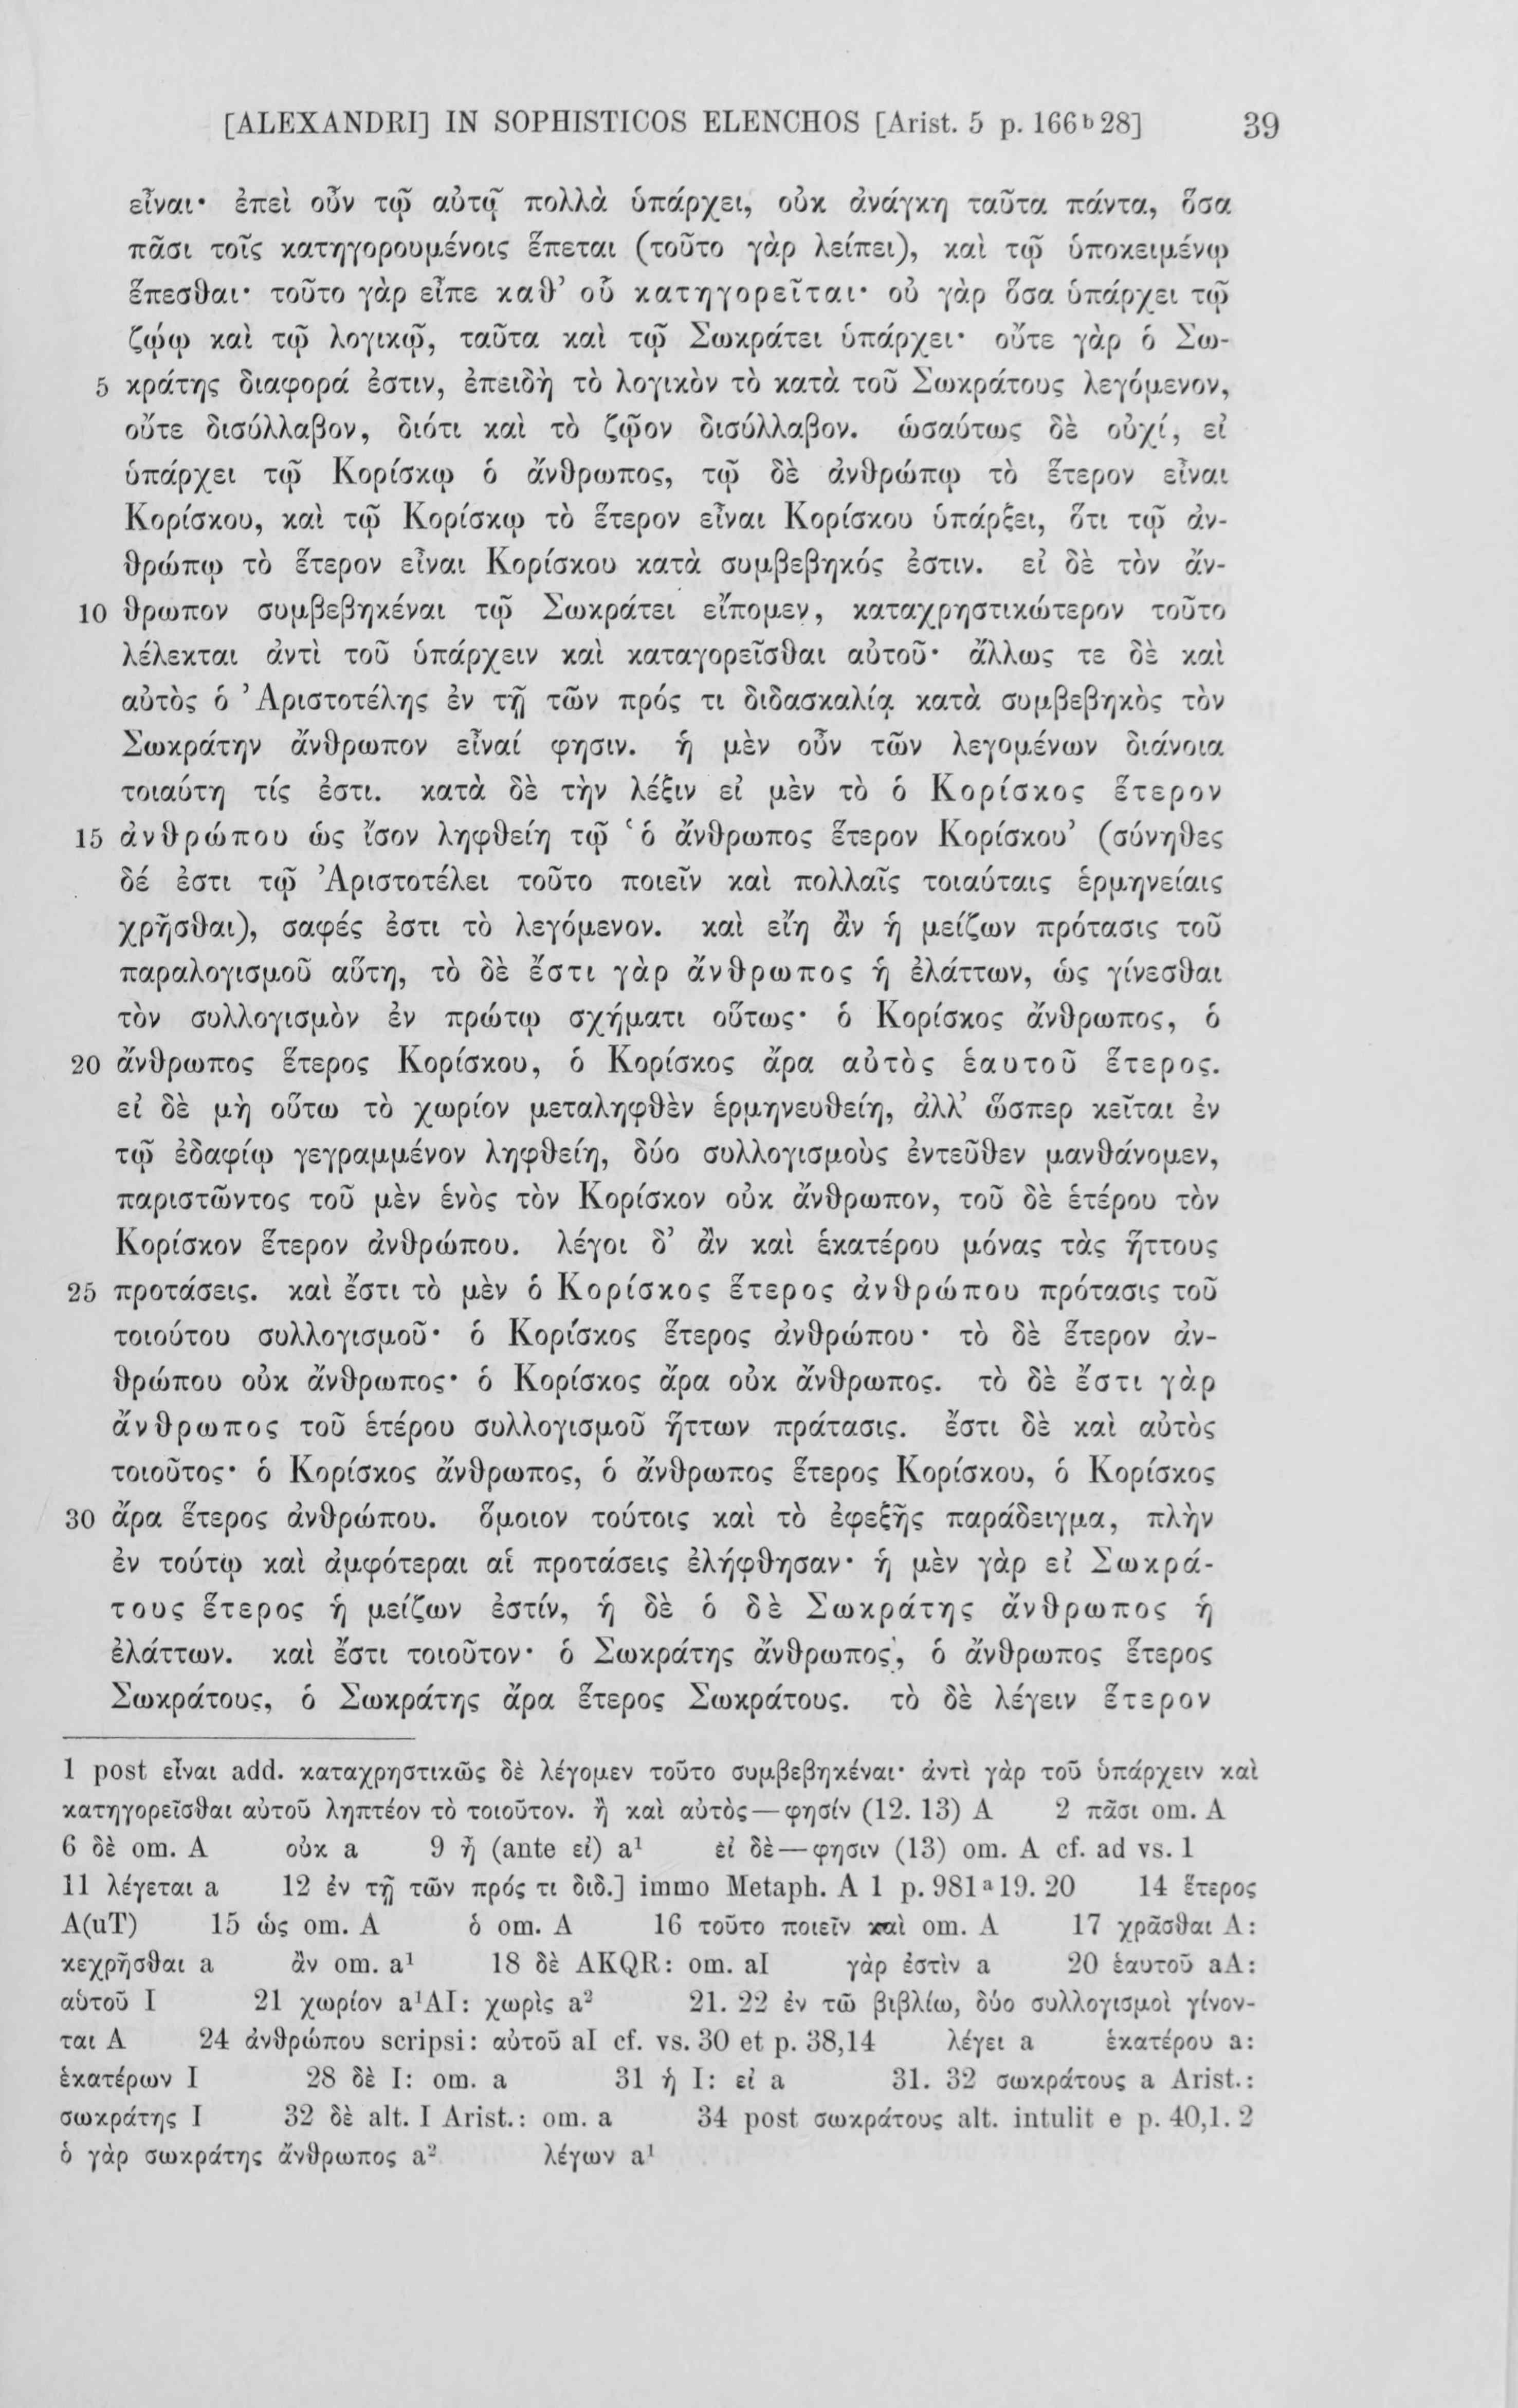 [ALEXANDRI] IN SOPHISTICOS ELENCHOS [Arist. 5 p. 166ᵇ28] 39
εἶναι· ἐπεὶ οὖν τῷ αὐτῷ πολλὰ ὑπάρχει, οὐκ ἀνάγκη ταῦτα πάντα, ὅσα
πᾶσι τοῖς κατηγορουμένοις ἕπεται (τοῦτο γὰρ λείπει), καὶ τῷ ὑποκειμένῳ
ἕπεσθαι· τοῦτο γὰρ εἶπε καθ’ οὗ κατηγορεῖται· οὐ γὰρ ὅσα ὑπάρχει τῷ
ζῴῳ καὶ τῷ λογικῷ, ταῦτα καὶ τῷ Σωκράτει ὑπάρχει· οὔτε γὰρ ὁ Σω-
5 κράτης διαφορά ἐστιν, ἐπειδὴ τὸ λογικὸν τὸ κατὰ τοῦ Σωκράτους λεγόμενον,
οὔτε δισύλλαβον, διότι καὶ τὸ ζῷον δισύλλαβον. ὡσαύτως δὲ οὐχί, εἰ
ὑπάρχει τῷ Κορίσκῳ ὁ ἄνθρωπος, τῷ δὲ ἀνθρώπῳ τὸ ἕτερον εἶναι
Κορίσκου, καὶ τῷ Κορίσκῳ τὸ ἕτερον εἶναι Κορίσκου ὑπάρξει, ὅτι τῷ ἀν-
θρώπῳ τὸ ἕτερον εἶναι Κορίσκου κατὰ συμβεβηκός ἐστιν. εἰ δὲ τὸν ἄν-
10 θρωπον συμβεβηκέναι τῷ Σωκράτει εἴπομεν, καταχρηστικώτερον τοῦτο
λέλεκται ἀντὶ τοῦ ὑπάρχειν καὶ καταγορεῖσθαι αὐτοῦ· ἄλλως τε δὲ καὶ
αὐτὸς ὁ Ἀριστοτέλης ἐν τῇ τῶν πρός τι διδασκαλίᾳ κατὰ συμβεβηκὸς τὸν
Σωκράτην ἄνθρωπον εἶναί φησιν. ἡ μὲν οὖν τῶν λεγομένων διάνοια
τοιαύτη τίς ἐστι. κατὰ δὲ τὴν λέξιν εἰ μὲν τὸ ὁ Κορίσκος ἕτερον
15 ἀνθρώπου ὡς ἴσον ληφθείη τῷ ‘ὁ ἄνθρωπος ἕτερον Κορίσκου’ (σύνηθες
δέ ἐστι τῷ Ἀριστοτέλει τοῦτο ποιεῖν καὶ πολλαῖς τοιαύταις ἑρμηνείαις
χρῆσθαι), σαφές ἐστι τὸ λεγόμενον. καὶ εἴη ἂν ἡ μείζων πρότασις τοῦ
παραλογισμοῦ αὕτη, τὸ δὲ ἔστι γὰρ ἄνθρωπος ἡ ἐλάττων, ὡς γίνεσθαι
τὸν συλλογισμὸν ἐν πρώτῳ σχήματι οὕτως· ὁ Κορίσκος ἄνθρωπος, ὁ
20 ἄνθρωπος ἕτερος Κορίσκου, ὁ Κορίσκος ἄρα αὐτὸς ἑαυτοῦ ἕτερος.
εἰ δὲ μὴ οὕτω τὸ χωρίον μεταληφθὲν ἑρμηνευθείη, ἀλλ’ ὥσπερ κεῖται ἐν
τῷ ἐδαφίῳ γεγραμμένον ληφθείη, δύο συλλογισμοὺς ἐντεῦθεν μανθάνομεν,
παριστῶντος τοῦ μὲν ἑνὸς τὸν Κορίσκον οὐκ ἄνθρωπον, τοῦ δὲ ἑτέρου τὸν
Κορίσκον ἕτερον ἀνθρώπου. λέγοι δ’ ἂν καὶ ἑκατέρου μόνας τὰς ἥττους
25 προτάσεις. καὶ ἔστι τὸ μὲν ὁ Κορίσκος ἕτερος ἀνθρώπου πρότασις τοῦ
τοιούτου συλλογισμοῦ· ὁ Κορίσκος ἕτερος ἀνθρώπου· τὸ δὲ ἕτερον ἀν-
θρώπου οὐκ ἄνθρωπος· ὁ Κορίσκος ἄρα οὐκ ἄνθρωπος. τὸ δὲ ἔστι γὰρ
ἄνθρωπος τοῦ ἑτέρου συλλογισμοῦ ἥττων πράτασις. ἔστι δὲ καὶ αὐτὸς
τοιοῦτος· ὁ Κορίσκος ἄνθρωπος, ὁ ἄνθρωπος ἕτερος Κορίσκου, ὁ Κορίσκος
30 ἄρα ἕτερος ἀνθρώπου. ὅμοιον τούτοις καὶ τὸ ἐφεξῆς παράδειγμα, πλὴν
ἐν τούτῳ καὶ ἀμφότεραι αἱ προτάσεις ἐλήφθησαν· ἡ μὲν γὰρ εἰ Σωκρά-
τους ἕτερος ἡ μείζων ἐστίν, ἡ δὲ ὁ δὲ Σωκράτης ἄνθρωπος ἡ
ἐλάττων. καὶ ἔστι τοιοῦτον· ὁ Σωκράτης ἄνθρωπος, ὁ ἄνθρωπος ἕτερος
Σωκράτους, ὁ Σωκράτης ἄρα ἕτερος Σωκράτους. τὸ δὲ λέγειν ἕτερον
1 post εἶναι add. καταχρηστικῶς δὲ λέγομεν τοῦτο συμβεβηκέναι· ἀντὶ γὰρ τοῦ ὑπάρχειν καὶ
κατηγορεῖσθαι αὐτοῦ ληπτέον τὸ τοιοῦτον. ἢ καὶ αὐτὸς—φησίν (12. 13) A 2 πᾶσι om. A
6 δὲ om. A οὐκ a 9 ἦ (ante εἰ) a¹ εἰ δὲ—φησιν (13) om. A cf. ad vs. 1
11 λέγεται a 12 ἐν τῇ τῶν πρός τι διδ.] immo Metaph. A 1 p. 981ᵃ19. 20 14 ἕτερος
A(uT) 15 ὡς om. A ὁ om. A 16 τοῦτο ποιεῖν καὶ om. A 17 χρᾶσθαι A:
κεχρῆσθαι a ἂν om. a¹ 18 δὲ AKQR: om. aI γὰρ ἐστὶν a 20 ἑαυτοῦ aA:
αὑτοῦ I 21 χωρίον a¹AI: χωρὶς a² 21. 22 ἐν τῶ βιβλίω, δύο συλλογισμοὶ γίνον-
ται A 24 ἀνθρώπου scripsi: αὐτοῦ aI cf. vs. 30 et p. 38,14 λέγει a ἑκατέρου a:
ἑκατέρων I 28 δὲ I: om. a 31 ἡ I: εἰ a 31. 32 σωκράτους a Arist.:
σωκράτης I 32 δὲ alt. I Arist.: om. a 34 post σωκράτους alt. intulit e p. 40,1. 2
ὁ γὰρ σωκράτης ἄνθρωπος a² λέγων a¹